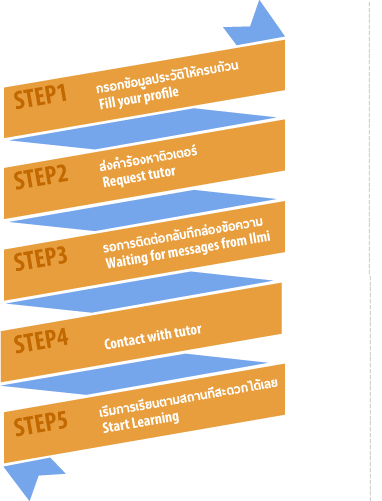 STEP1
กรอกข้อมูลประวัติให้ครบถ้วน
Fill your profile
STEP2
ส่งคำร้องหาติวเตอร์
Request tutor
STEP3
รอการติดต่อกลับที่กล่องข้อความ
Waiting for messages from llmi
STEP4
Contact with tutor
STEP5
เริ่มการเรียนตามสถานที่สะดวกได้เลย
Start Learning